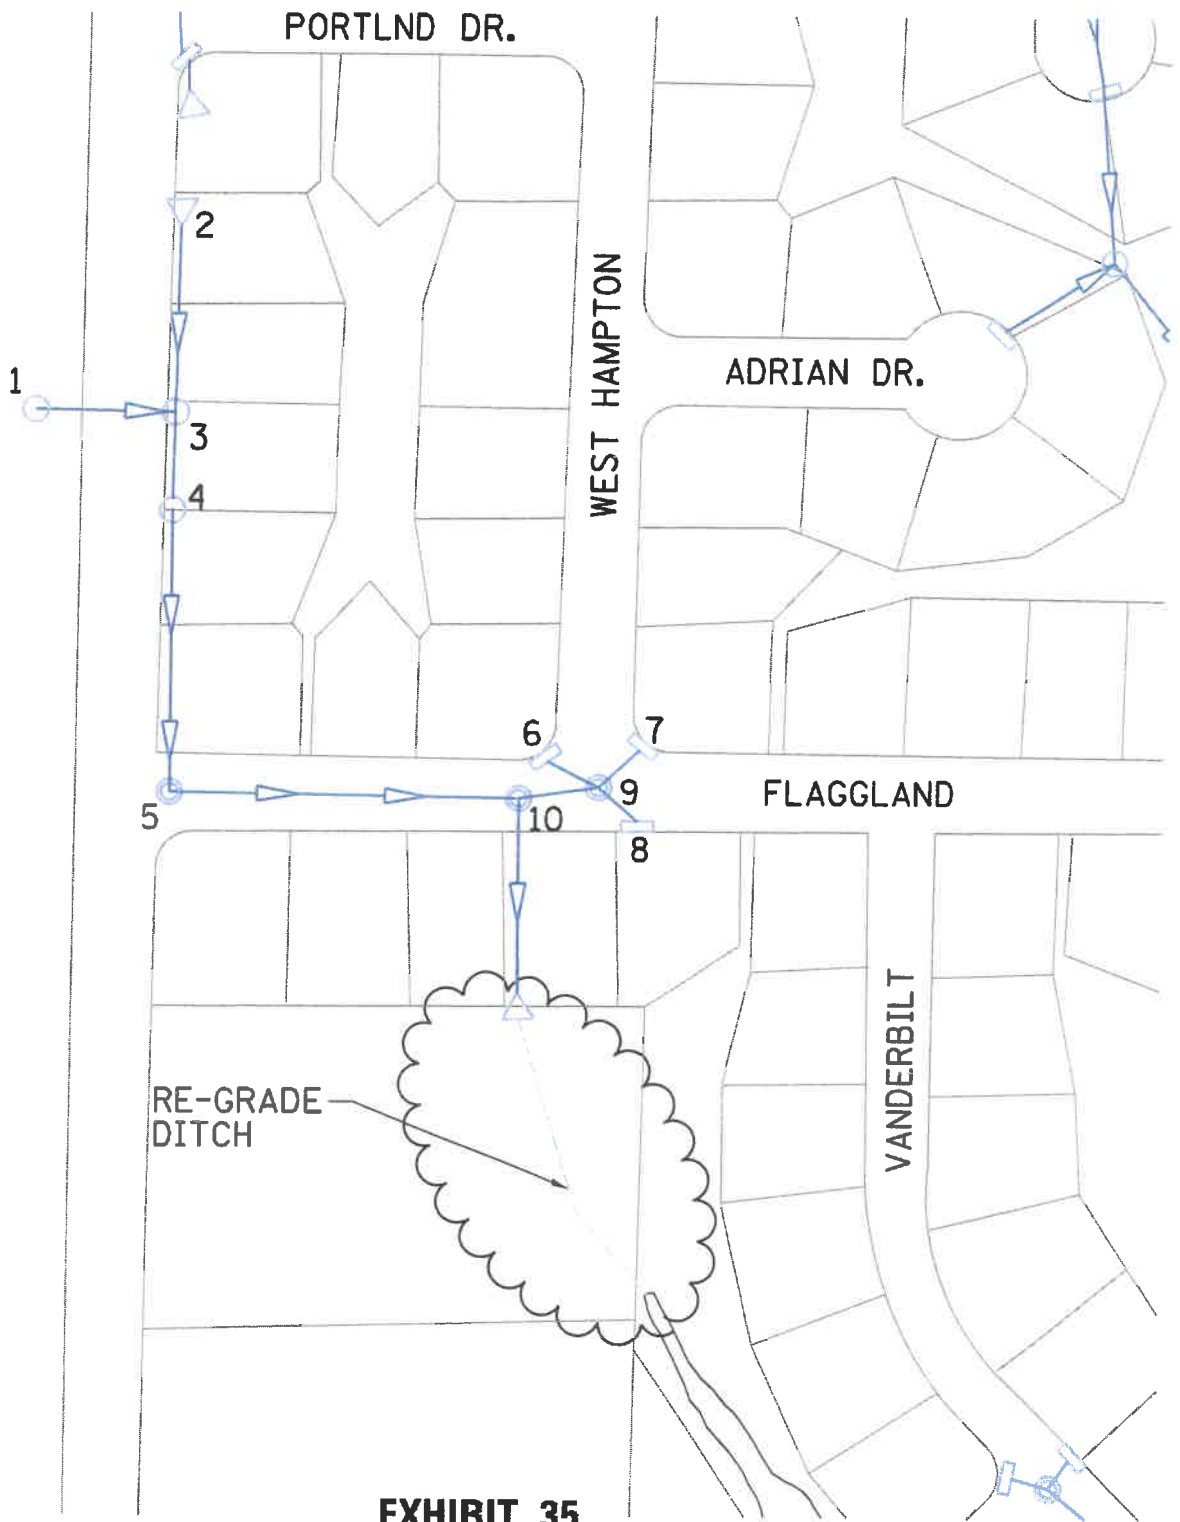 PORTLND DR.
2
WEST HAMPTON
1
ADRIAN DR.
3
4
6
7
5
10
9
FLAGGLAND
8
VANDERBILT
RE-GRADE
DITCH
EXHIBIT 35